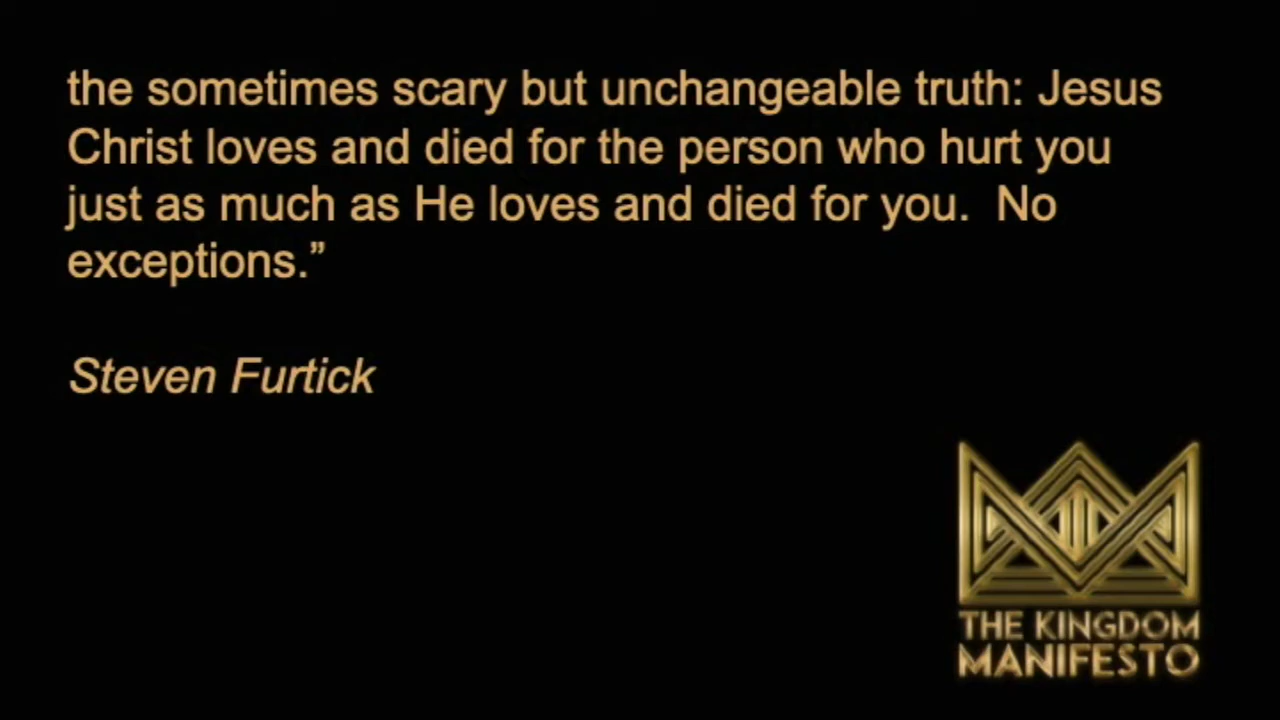 the sometimes scary but unchangeable truth: Jesus
Christ loves and died for the person who hurt you
just as much as He loves and died for you.  No
exceptions.”
Steven Furtick
THE KINGDOM
MANIFESTO